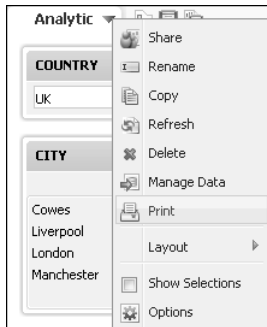 Analytic
Share
COUNTRY
Rename
UK
Copy
Refresh
CITY
Delete
Manage Data
Cowes
Print
Liverpool
London
Layout
Manchester
Show Selections
Options